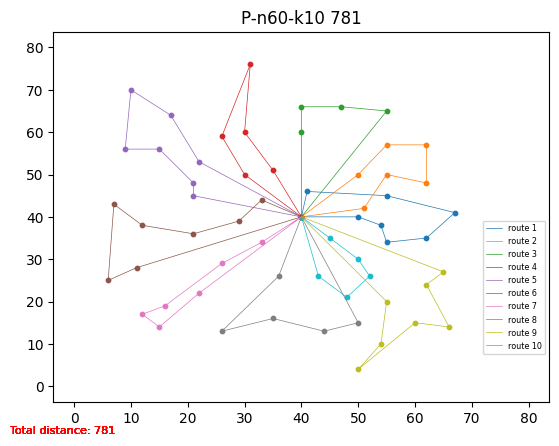 P-n60-k10 781
80
70
60
50
40
30
20
10
0
0 10 20 30 40 50 60 70 80
route 1
route 2
route 3
route 4
route 5
route 6
route 7
route 8
route 9
route 10
Total distance: 781